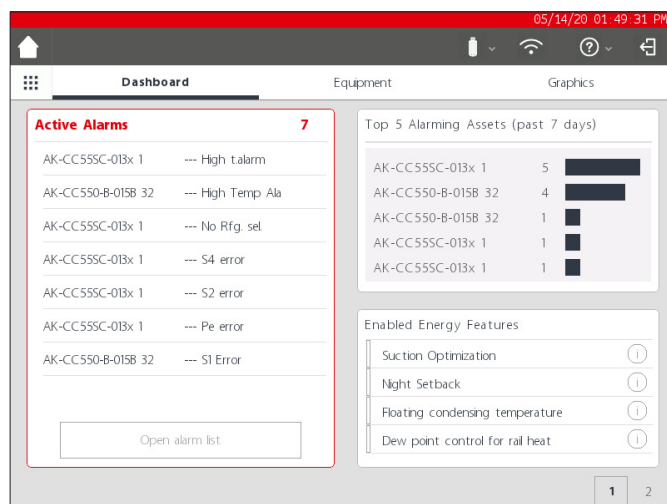 05/14/20 01:49:31 PM
Dashboard Equipment Graphics
Active Alarms 7
AK-CC55SC-013x 1 --- High t.alarm
AK-CC550-B-015B 32 --- High Temp Ala
AK-CC55SC-013x 1 --- No Rfg. sel.
AK-CC55SC-013x 1 --- S4 error
AK-CC55SC-013x 1 --- S2 error
AK-CC55SC-013x 1 --- Pe error
AK-CC550-B-015B 32 --- S1 Error
Open alarm list
Top 5 Alarming Assets (past 7 days)
AK-CC55SC-013x 1 5
AK-CC550-B-015B 32 4
AK-CC550-B-015B 32 1
AK-CC55SC-013x 1 1
AK-CC55SC-013x 1 1
Enabled Energy Features
Suction Optimization
Night Setback
Floating condensing temperature
Dew point control for rail heat
1 2